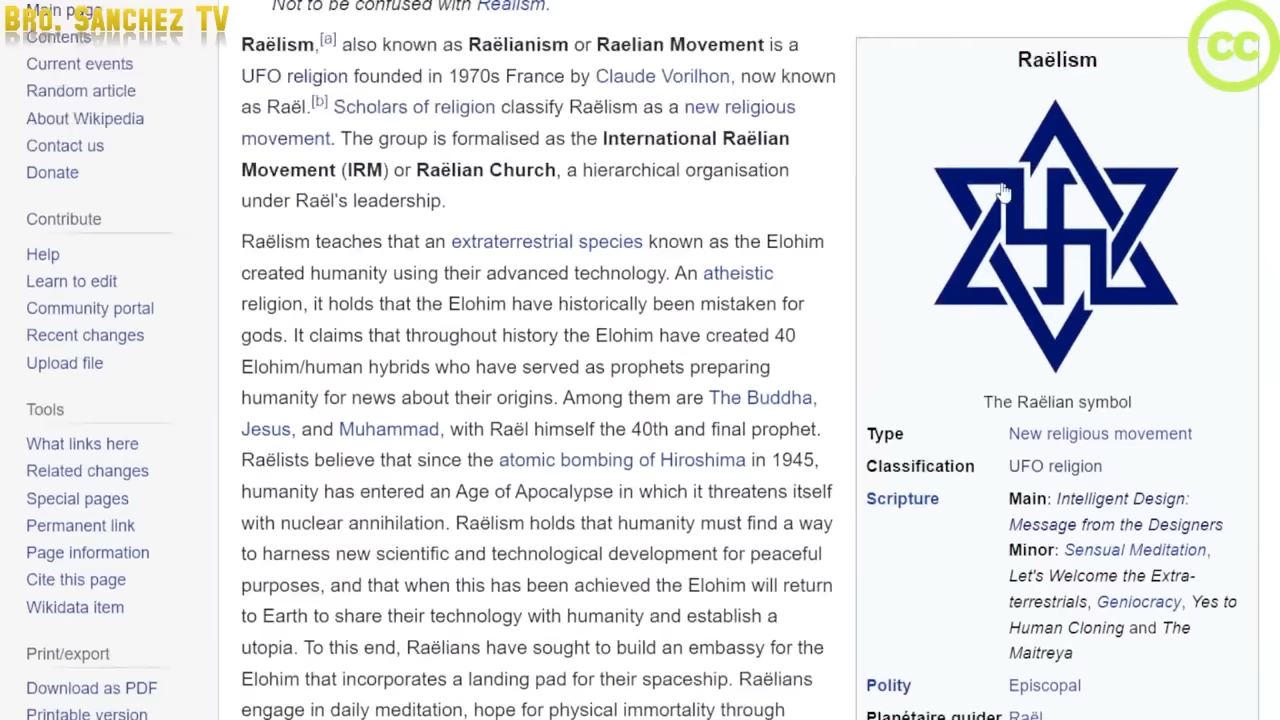 Main page
BRO. SANCHEZ TV
Contents
Current events
Random article
About Wikipedia
Contact us
Donate
Contribute
Help
Learn to edit
Community portal
Recent changes
Upload file
Tools
What links here
Related changes
Special pages
Permanent link
Page information
Cite this page
Wikidata item
Print/export
Download as PDF
Printable version
Not to be confused with Realism.
Raëlism,[a] also known as Raëlianism or Raelian Movement is a
UFO religion founded in 1970s France by Claude Vorilhon, now known
as Raël.[b] Scholars of religion classify Raëlism as a new religious
movement. The group is formalised as the International Raëlian
Movement (IRM) or Raëlian Church, a hierarchical organisation
under Raël's leadership.
Raëlism teaches that an extraterrestrial species known as the Elohim
created humanity using their advanced technology. An atheistic
religion, it holds that the Elohim have historically been mistaken for
gods. It claims that throughout history the Elohim have created 40
Elohim/human hybrids who have served as prophets preparing
humanity for news about their origins. Among them are The Buddha,
Jesus, and Muhammad, with Raël himself the 40th and final prophet.
Raëlists believe that since the atomic bombing of Hiroshima in 1945,
humanity has entered an Age of Apocalypse in which it threatens itself
with nuclear annihilation. Raëlism holds that humanity must find a way
to harness new scientific and technological development for peaceful
purposes, and that when this has been achieved the Elohim will return
to Earth to share their technology with humanity and establish a
utopia. To this end, Raëlians have sought to build an embassy for the
Elohim that incorporates a landing pad for their spaceship. Raëlians
engage in daily meditation, hope for physical immortality through
cc
Raëlism
The Raëlian symbol
Type New religious movement
Classification UFO religion
Scripture Main: Intelligent Design:
Message from the Designers
Minor: Sensual Meditation,
Let's Welcome the Extra-
terrestrials, Geniocracy, Yes to
Human Cloning and The
Maitreya
Polity Episcopal
Planétaire guider Raël